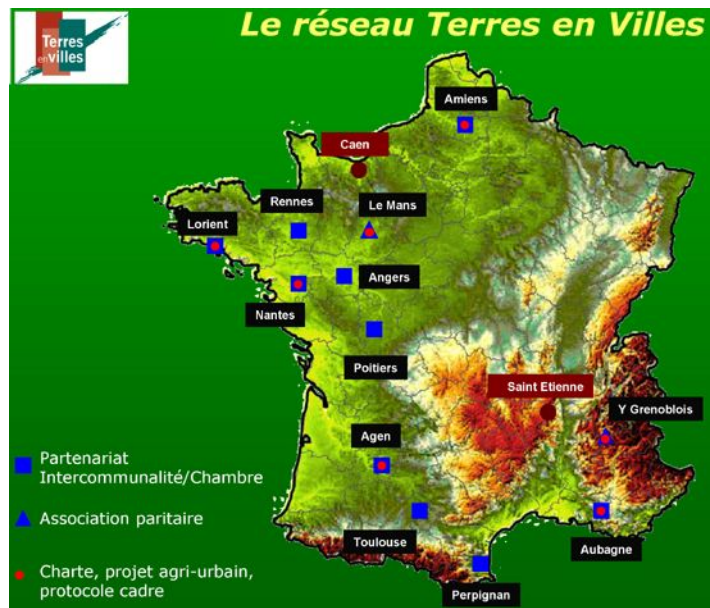 Le réseau Terres en Villes
Terres
en villes
Amiens
Caen
Rennes
Le Mans
Lorient
Angers
Nantes
Poitiers
Saint Etienne
Y Grenoblois
Agen
Partenariat
Intercommunalité/Chambre
Association paritaire
Toulouse
Aubagne
Charte, projet agri-urbain,
protocole cadre
Perpignan